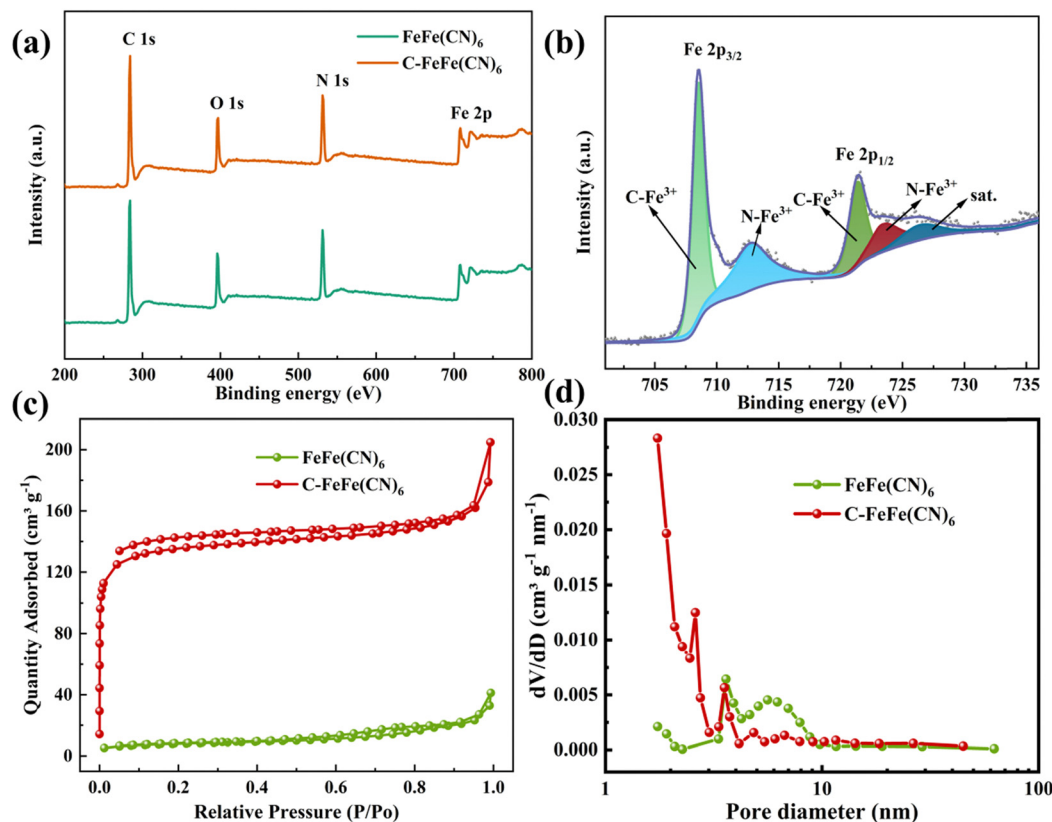 (a)
C 1s
O 1s
N 1s
Fe 2p
FeFe(CN)₆
C-FeFe(CN)₆
Intensity (a.u.)
200 300 400 500 600 700 800
Binding energy (eV)
(b)
Fe 2p₃/₂
Fe 2p₁/₂
C-Fe³⁺
N-Fe³⁺
C-Fe³⁺
N-Fe³⁺
sat.
Intensity (a.u.)
705 710 715 720 725 730 735
Binding energy (eV)
(c)
FeFe(CN)₆
C-FeFe(CN)₆
Quantity Adsorbed (cm³ g⁻¹)
200
160
120
80
40
0
0.0 0.2 0.4 0.6 0.8 1.0
Relative Pressure (P/Po)
(d)
FeFe(CN)₆
C-FeFe(CN)₆
dV/dD (cm³ g⁻¹ nm⁻¹)
0.030
0.025
0.020
0.015
0.010
0.005
0.000
1 10 100
Pore diameter (nm)